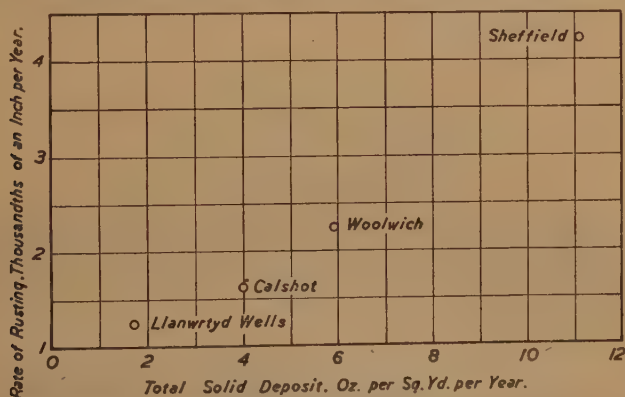 Rate of Rusting. Thousandths of an Inch per Year.
4
3
2
1
Sheffield
Woolwich
Calshot
Llanwrtyd Wells
0 2 4 6 8 10 12
Total Solid Deposit. Oz. per Sq. Yd. per Year.